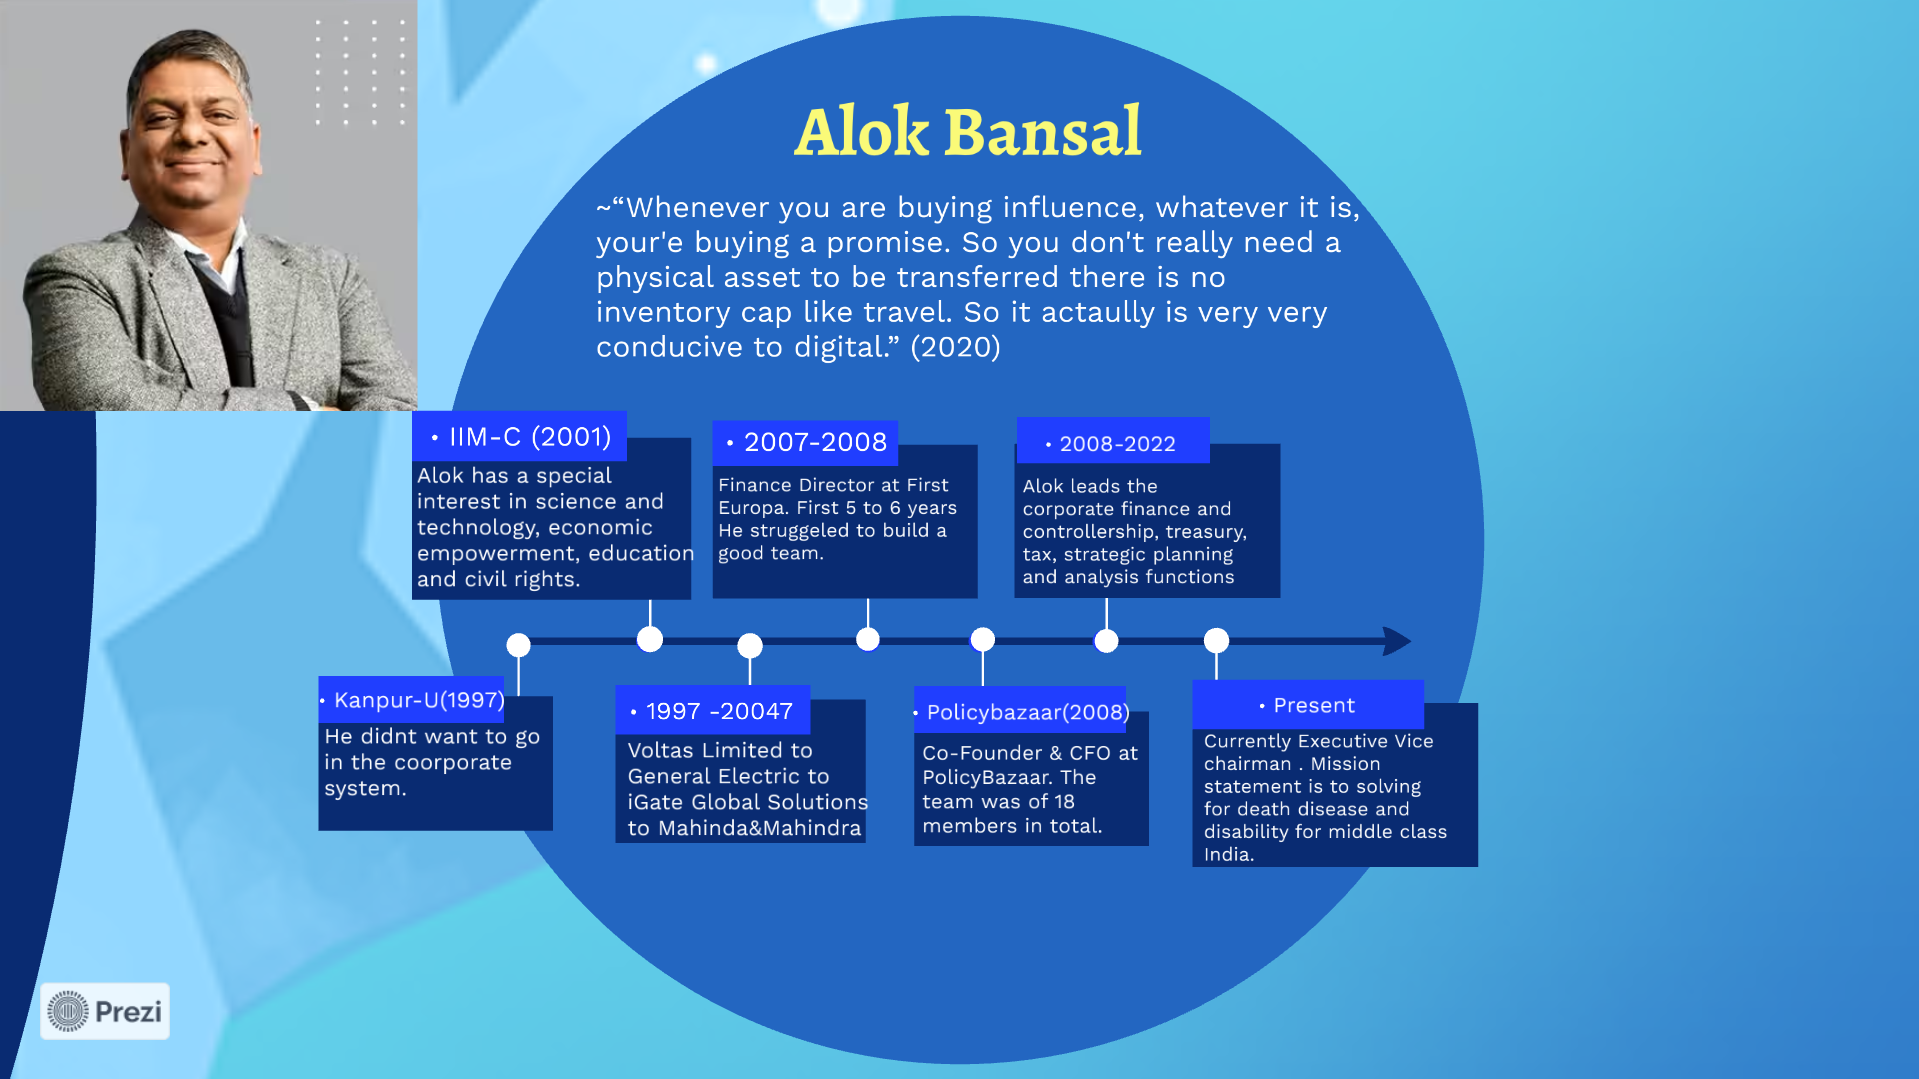 Alok Bansal
~“Whenever you are buying influence, whatever it is,
your'e buying a promise. So you don't really need a
physical asset to be transferred there is no
inventory cap like travel. So it actaully is very very
conducive to digital.” (2020)
• IIM-C (2001)
Alok has a special
interest in science and
technology, economic
empowerment, education
and civil rights.
• 2007-2008
Finance Director at First
Europa. First 5 to 6 years
He struggeled to build a
good team.
• 2008-2022
Alok leads the
corporate finance and
controllership, treasury,
tax, strategic planning
and analysis functions
• Kanpur-U(1997)
He didnt want to go
in the coorporate
system.
• 1997 -20047
Voltas Limited to
General Electric to
iGate Global Solutions
to Mahinda&Mahindra
• Policybazaar(2008)
Co-Founder & CFO at
PolicyBazaar. The
team was of 18
members in total.
• Present
Currently Executive Vice
chairman . Mission
statement is to solving
for death disease and
disability for middle class
India.
Prezi